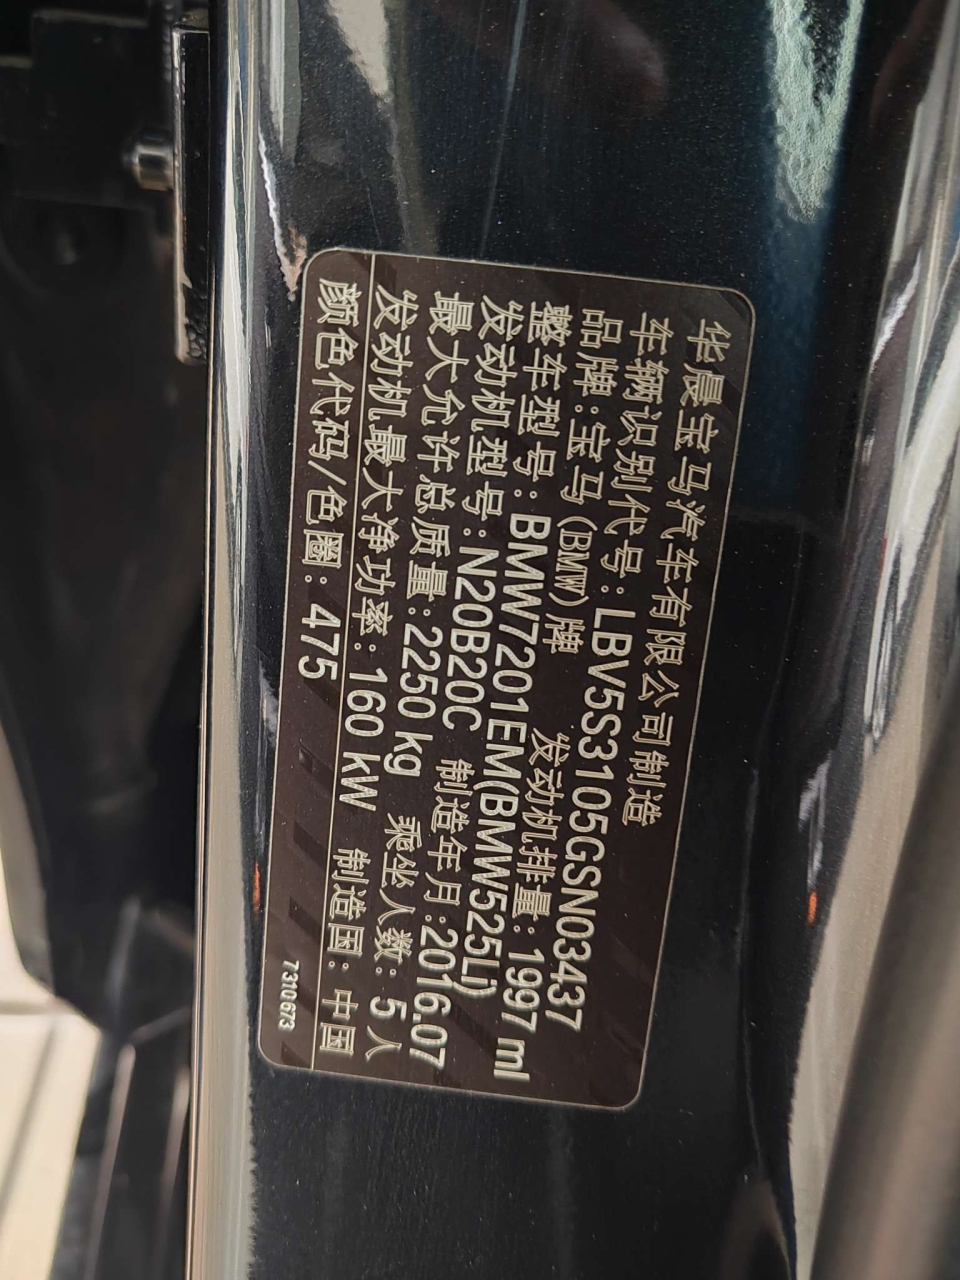 华晨宝马汽车有限公司制造
车辆识别代号：LBV5S3105GSN03437
品牌：宝马(BMW)牌 发动机排量：1997 ml
整车型号：BMW7201EM(BMW525Li)
发动机型号：N20B20C 制造年月：2016.07
最大允许总质量：2250 kg 乘坐人数：5 人
发动机最大净功率：160 kW 制造国：中国
颜色代码/色圈：475
7310673